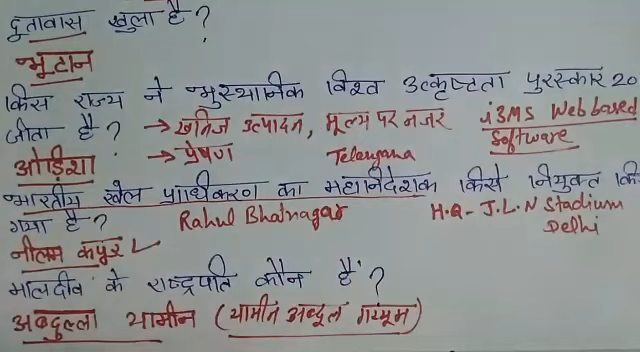 दूतावास खुला है ?
भूटान
किस राज्य ने भुस्थानिक विश्व उत्कृष्टता पुरस्कार 20
जीता है ? → खनिज उत्पादन, मूल्य पर नजर i3MS Web based
ओड़िशा → प्रेषण Telangana Software
भारतीय खेल प्राधिकरण का महानिदेशक किसे नियुक्त कि
गया है ? Rahul Bhatnagar H.Q- J.L.N Stadium
नीलम कपूर Delhi
मालदीव के राष्ट्रपति कौन है ?
अब्दुल्ला यामीन (यामीन अब्दुल गय्यूम)